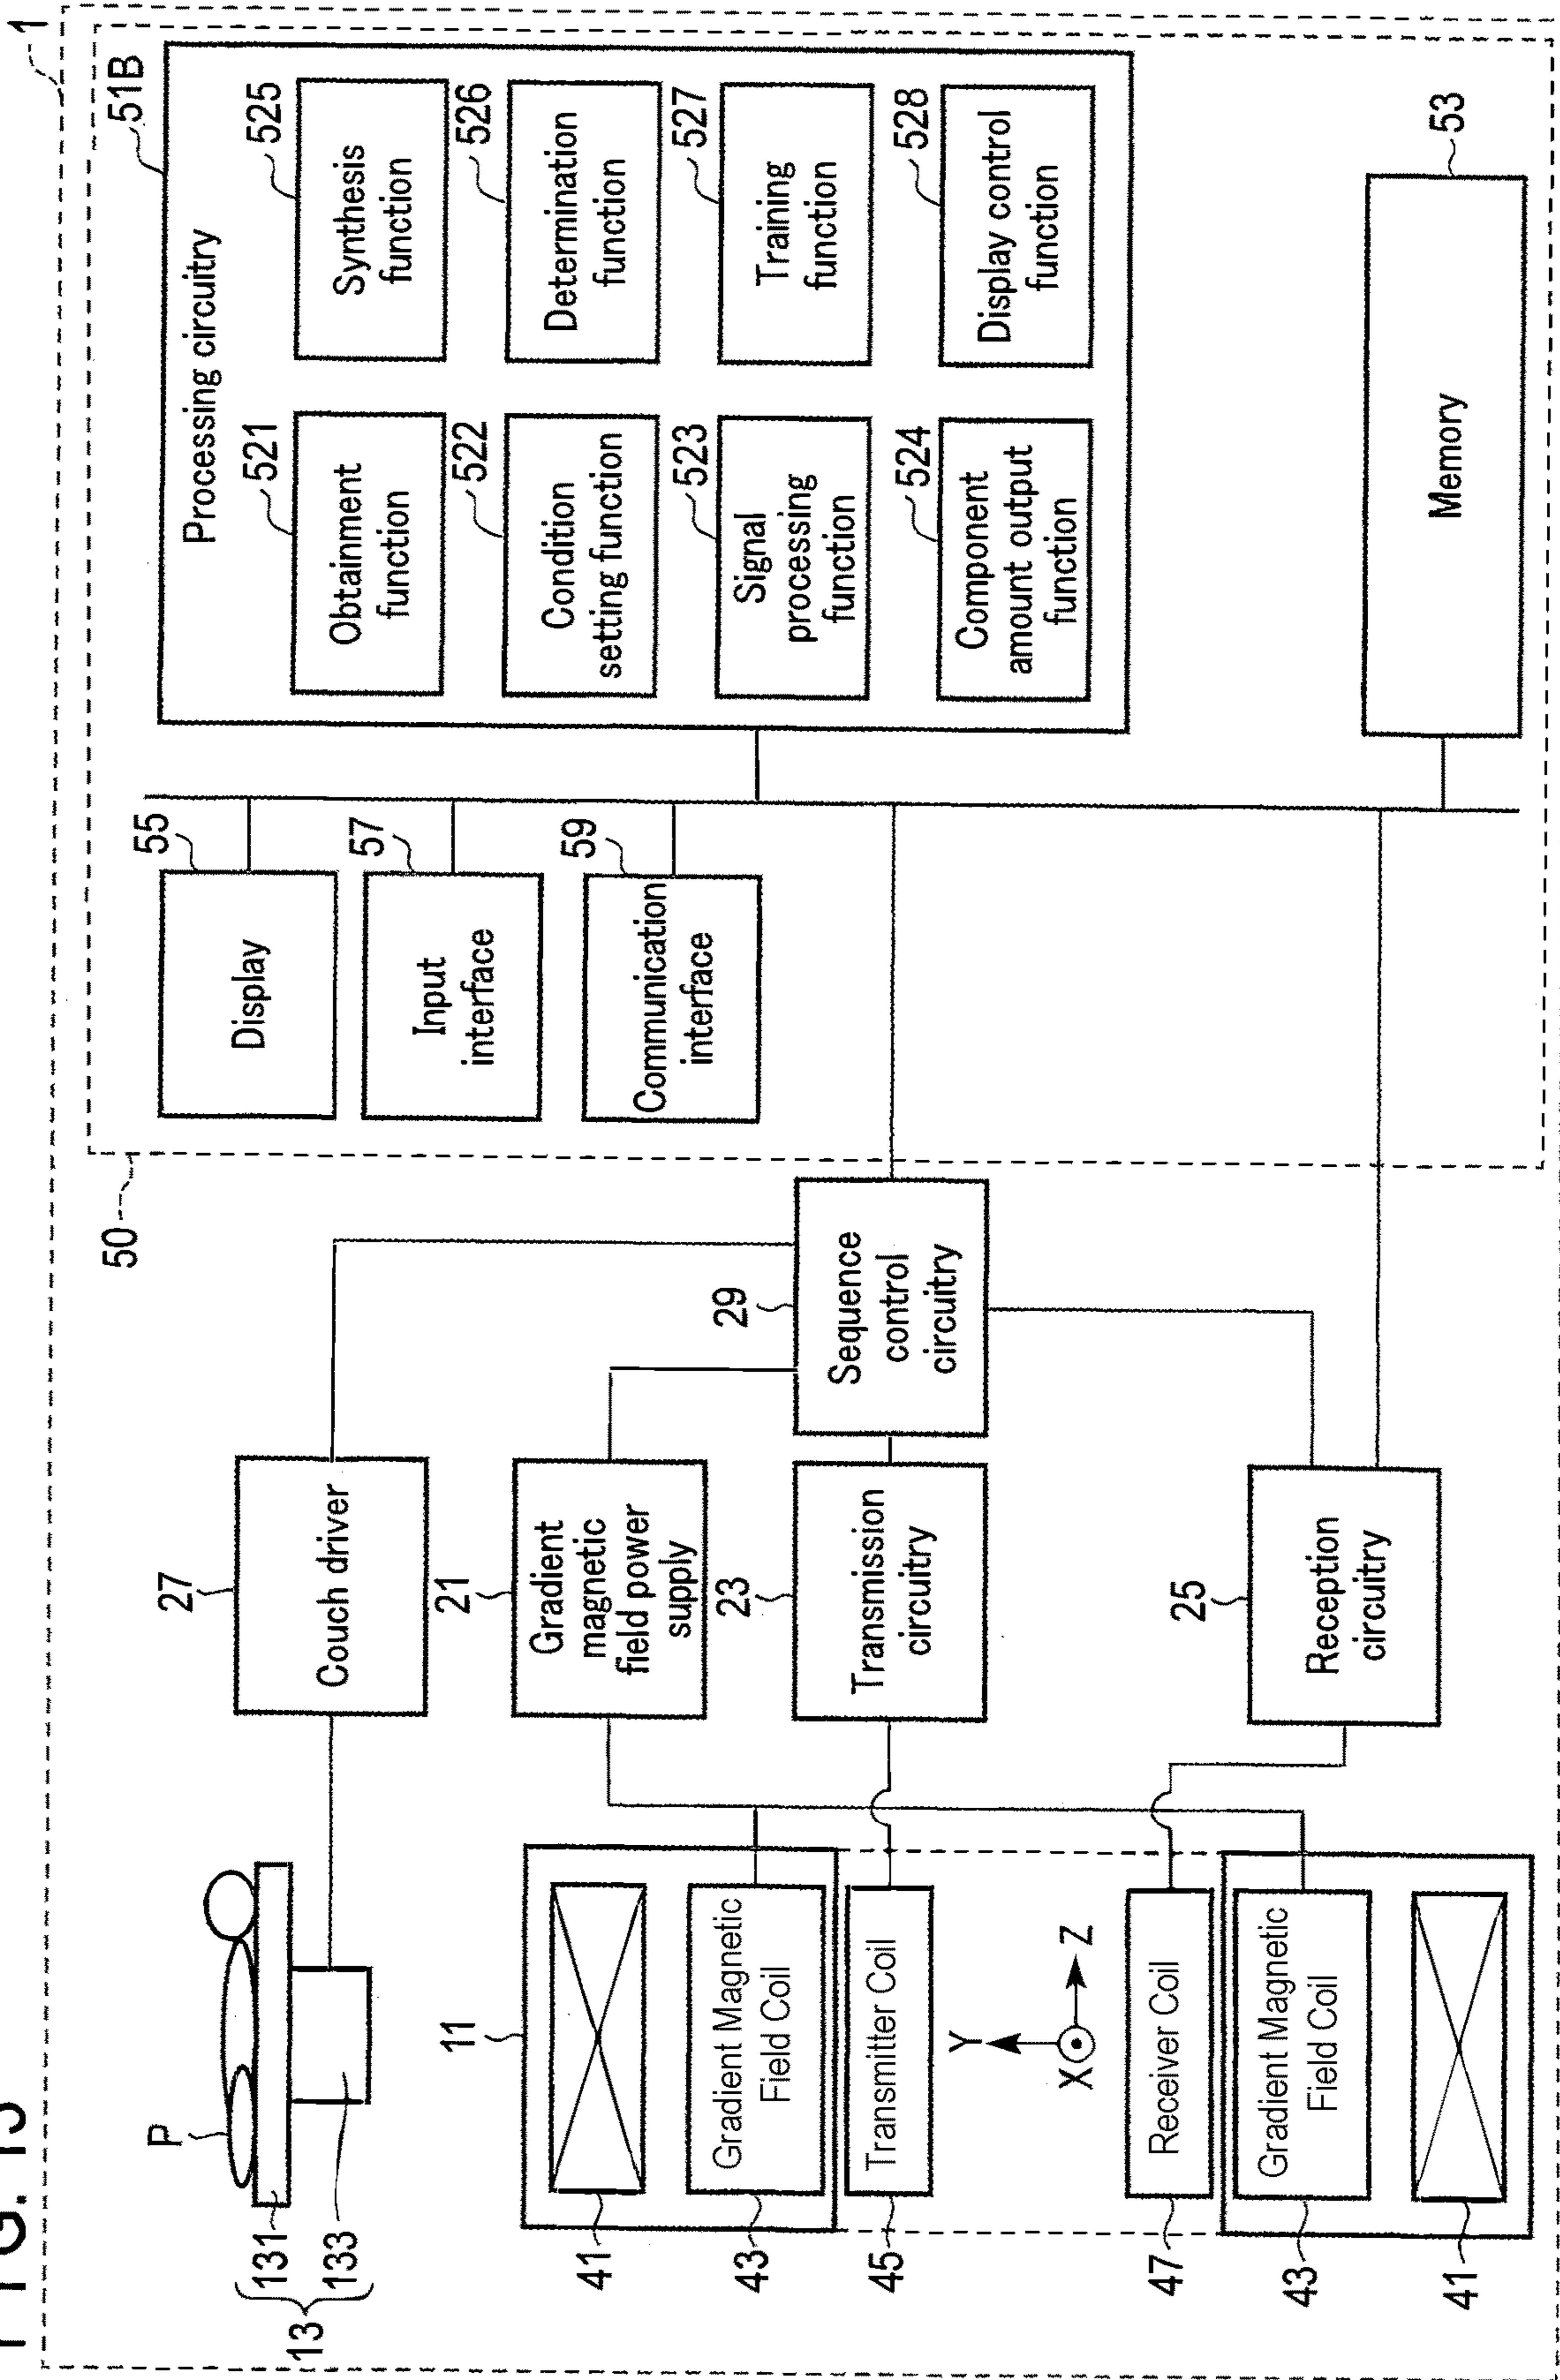 FIG. 13
1
P
131
133
13
27
Couch driver
50
55
Display
57
Input
interface
59
Communication
interface
51B
Processing circuitry
521
Obtainment
function
525
Synthesis
function
522
Condition
setting function
526
Determination
function
523
Signal
processing
function
527
Training
function
524
Component
amount output
function
528
Display control
function
53
Memory
11
41
43
Gradient Magnetic
Field Coil
45
Transmitter Coil
Y
Z
X
47
Receiver Coil
43
Gradient Magnetic
Field Coil
41
21
Gradient
magnetic
field power
supply
23
Transmission
circuitry
29
Sequence
control
circuitry
25
Reception
circuitry